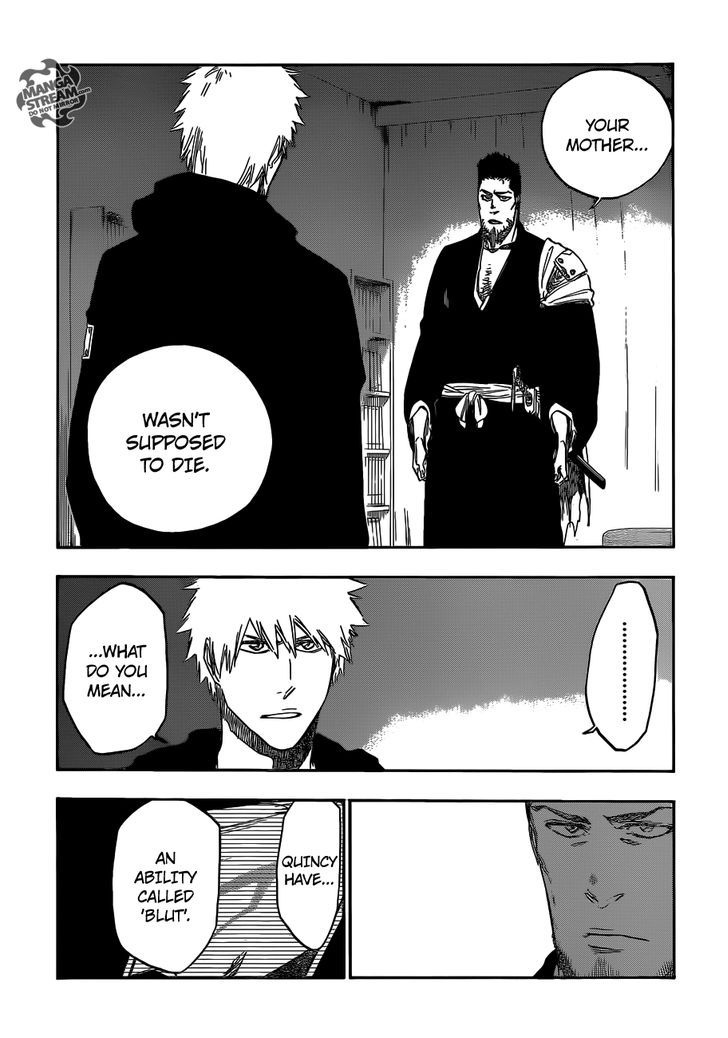 MANGA
STREAM.com
DO NOT MIRROR
YOUR
MOTHER...
WASN'T
SUPPOSED
TO DIE.
..........
...WHAT
DO YOU
MEAN...
QUINCY
HAVE...
AN
ABILITY
CALLED
'BLUT'.